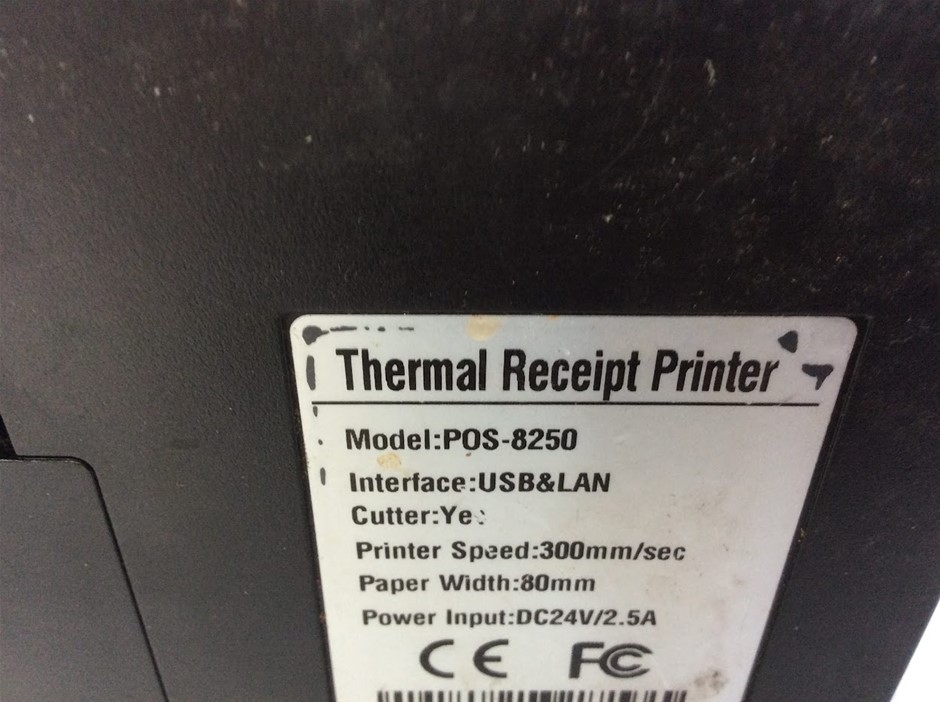 Thermal Receipt Printer
Model:POS-8250
Interface:USB&LAN
Cutter:Yes
Printer Speed:300mm/sec
Paper Width:80mm
Power Input:DC24V/2.5A
CE FC